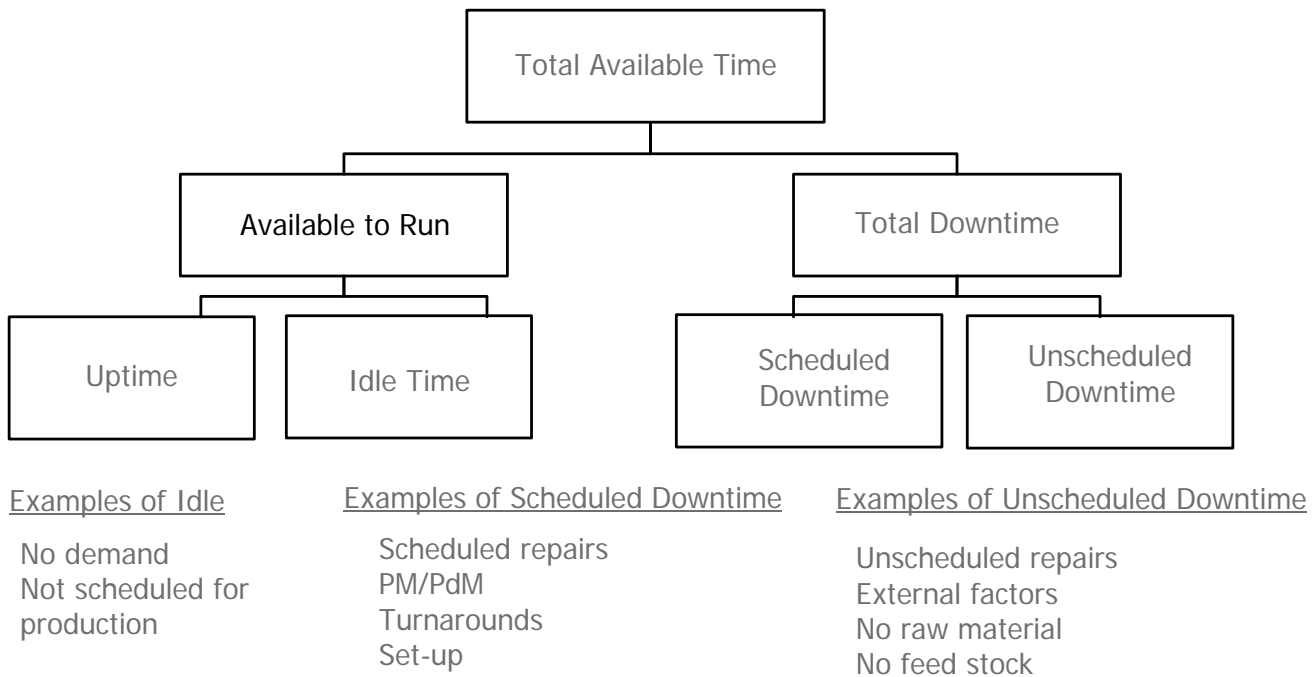 Total Available Time
Available to Run
Total Downtime
Uptime
Idle Time
Scheduled
Downtime
Unscheduled
Downtime
Examples of Idle
No demand
Not scheduled for
production
Examples of Scheduled Downtime
Scheduled repairs
PM/PdM
Turnarounds
Set-up
Examples of Unscheduled Downtime
Unscheduled repairs
External factors
No raw material
No feed stock